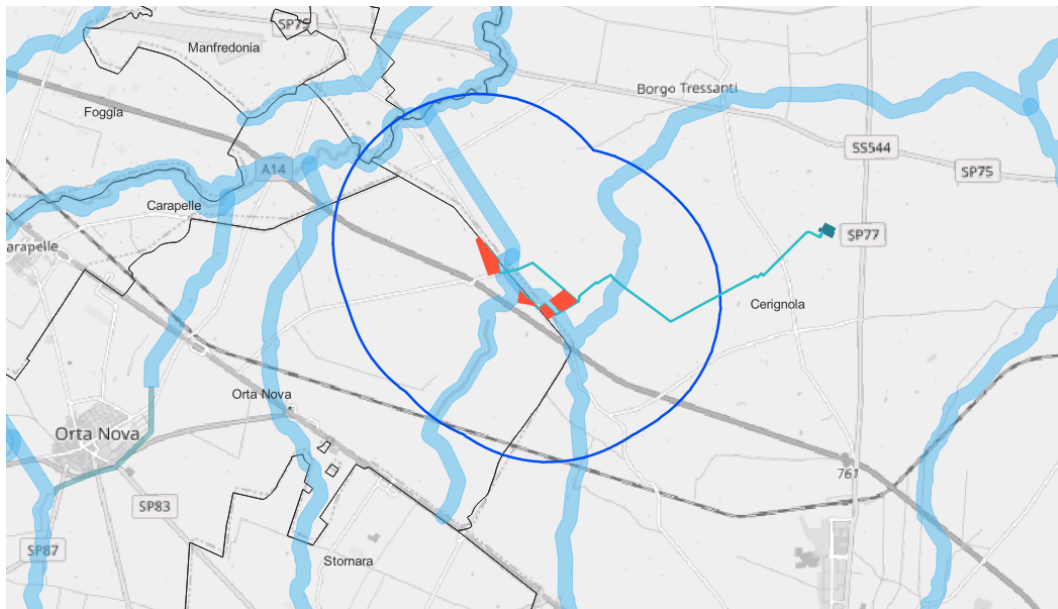 SP75
Manfredonia
Borgo Tressanti
Foggia
SS544
A14
SP75
Carapelle
arapelle
SP77
Cerignola
Orta Nova
Orta Nova
761
SP83
SP87
Stornara